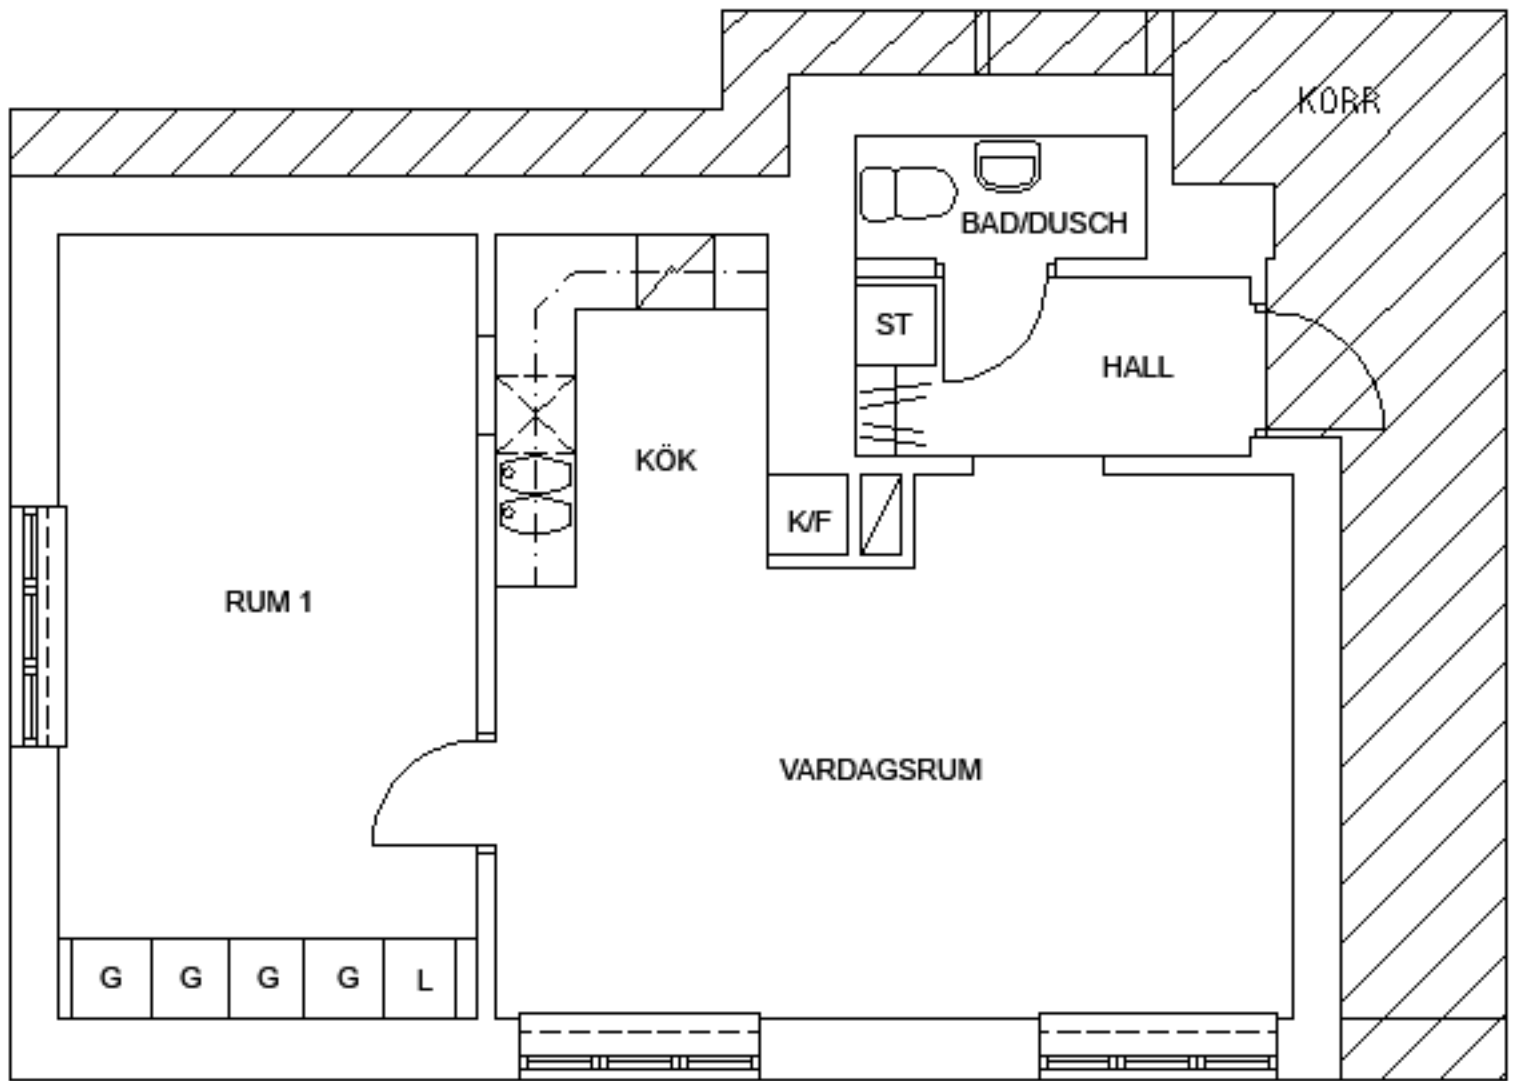 KORR
BAD/DUSCH
ST
HALL
KÖK
K/F
RUM 1
VARDAGSRUM
G G G G L